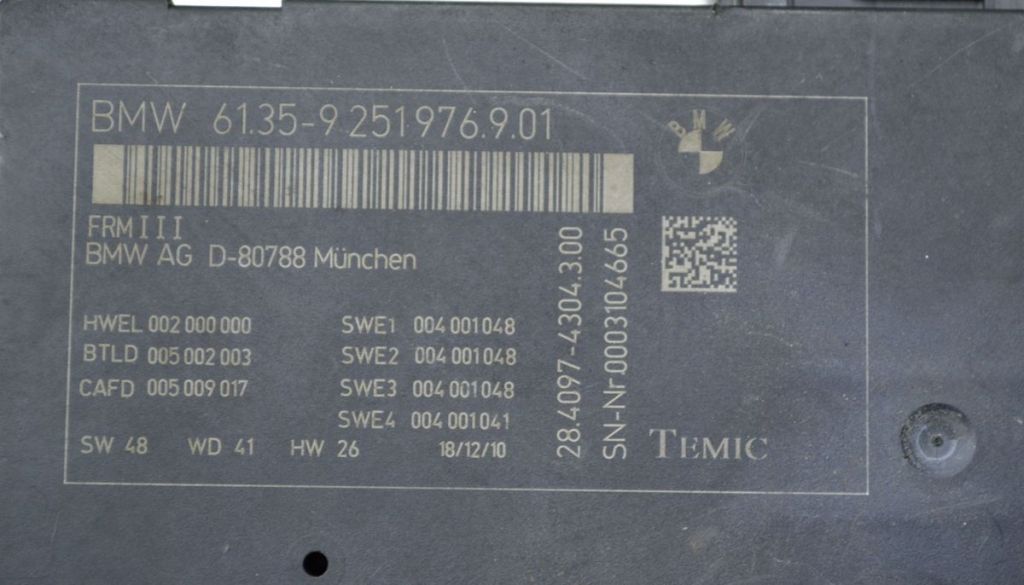 BMW 61.35-9.251976.9.01
BMW
FRMIII
BMW AG D-80788 München
HWEL 002 000 000
BTLD 005 002 003
CAFD 005 009 017
SWE1 004 001048
SWE2 004 001048
SWE3 004 001048
SWE4 004 001041
SW 48 WD 41 HW 26 18/12/10
28.4097-4304.3.00
SN-Nr.0003104665
TEMIC